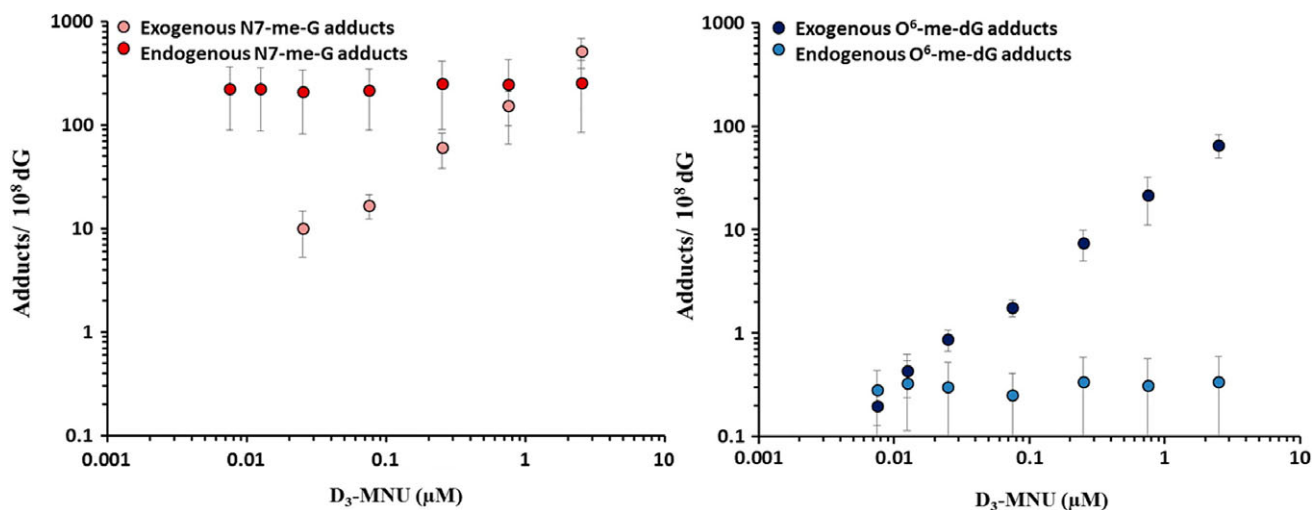 Exogenous N7-me-G adducts
Endogenous N7-me-G adducts
Adducts/ 10⁸ dG
1000
100
10
1
0.1
0.001
0.01
0.1
1
10
D₃-MNU (µM)
Exogenous O⁶-me-dG adducts
Endogenous O⁶-me-dG adducts
Adducts/ 10⁸ dG
1000
100
10
1
0.1
0.001
0.01
0.1
1
10
D₃-MNU (µM)